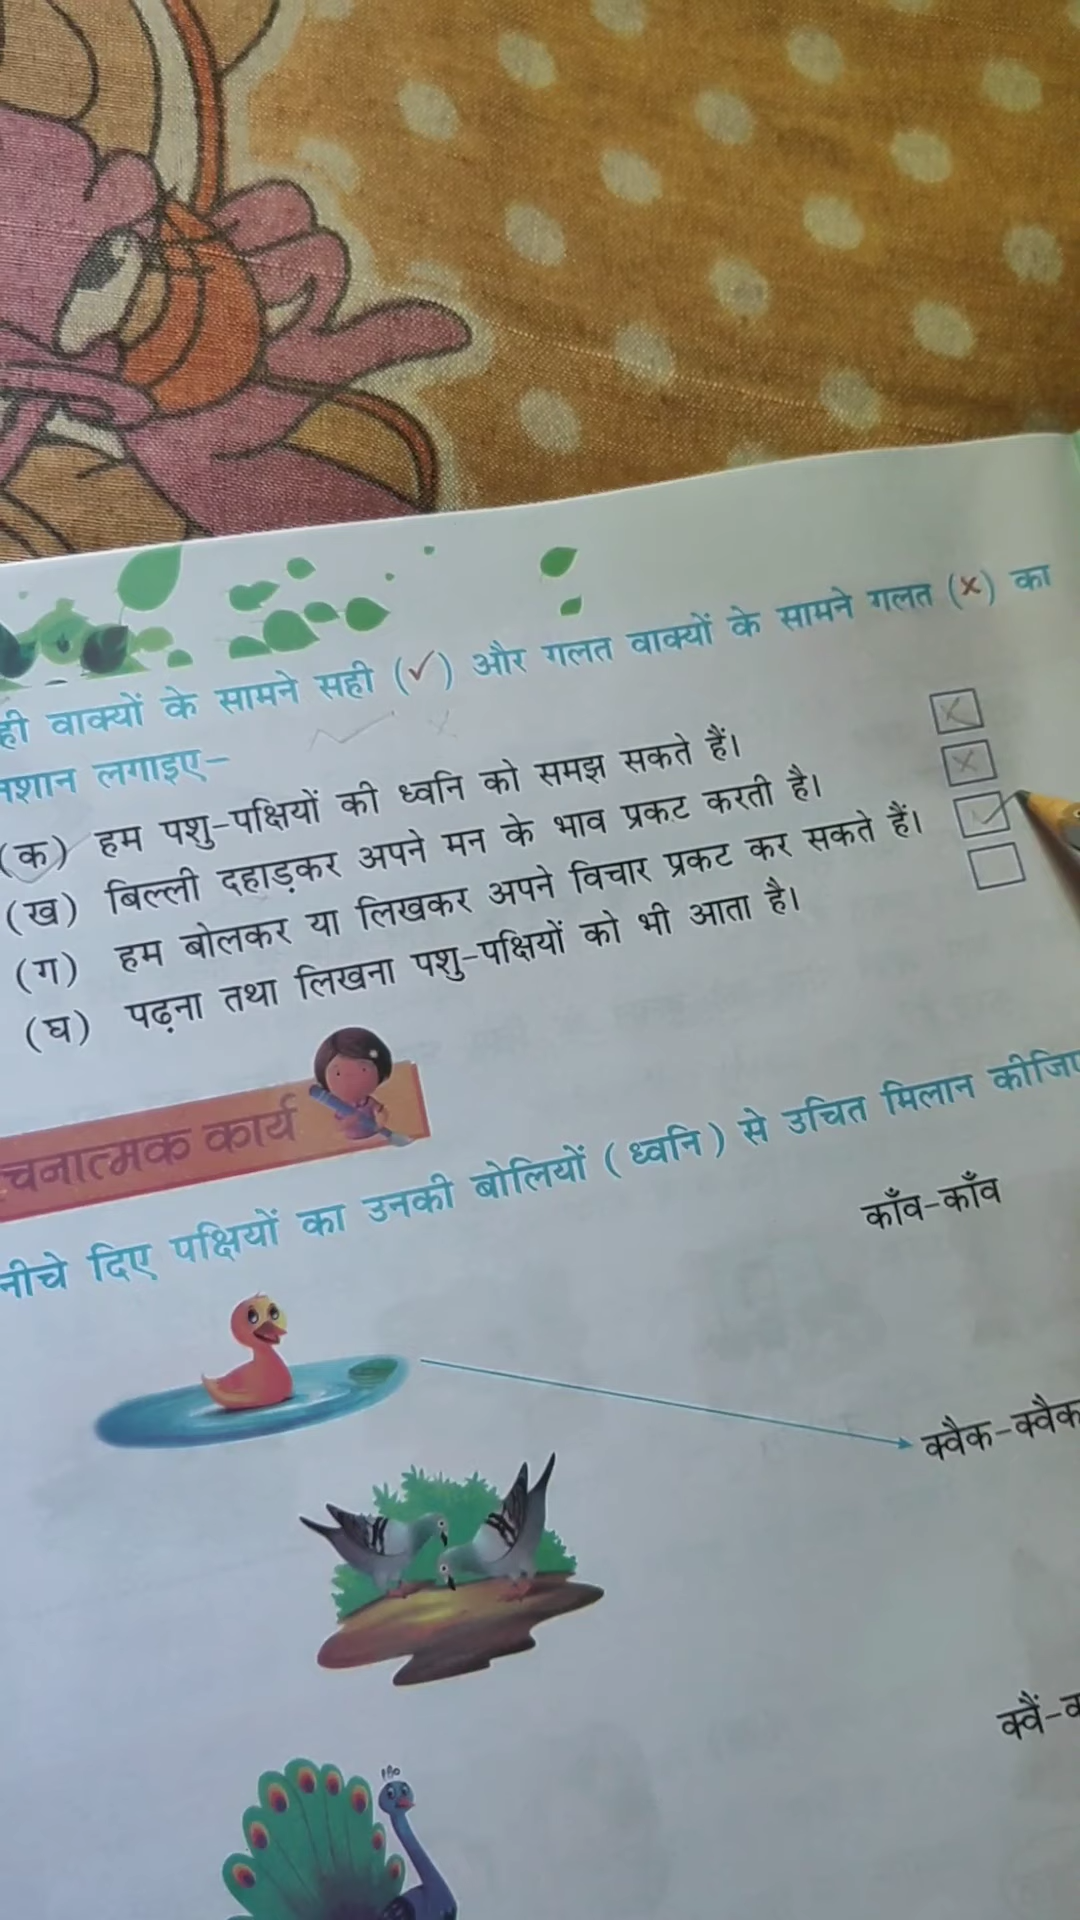 ही वाक्यों के सामने सही (✓) और गलत वाक्यों के सामने गलत (×) का
नशान लगाइए–
(क) हम पशु-पक्षियों की ध्वनि को समझ सकते हैं।
(ख) बिल्ली दहाड़कर अपने मन के भाव प्रकट करती है।
(ग) हम बोलकर या लिखकर अपने विचार प्रकट कर सकते हैं।
(घ) पढ़ना तथा लिखना पशु-पक्षियों को भी आता है।
चनात्मक कार्य
नीचे दिए पक्षियों का उनकी बोलियों (ध्वनि) से उचित मिलान कीजिए
काँव-काँव
क्वैक-क्वैक
क्वैं-